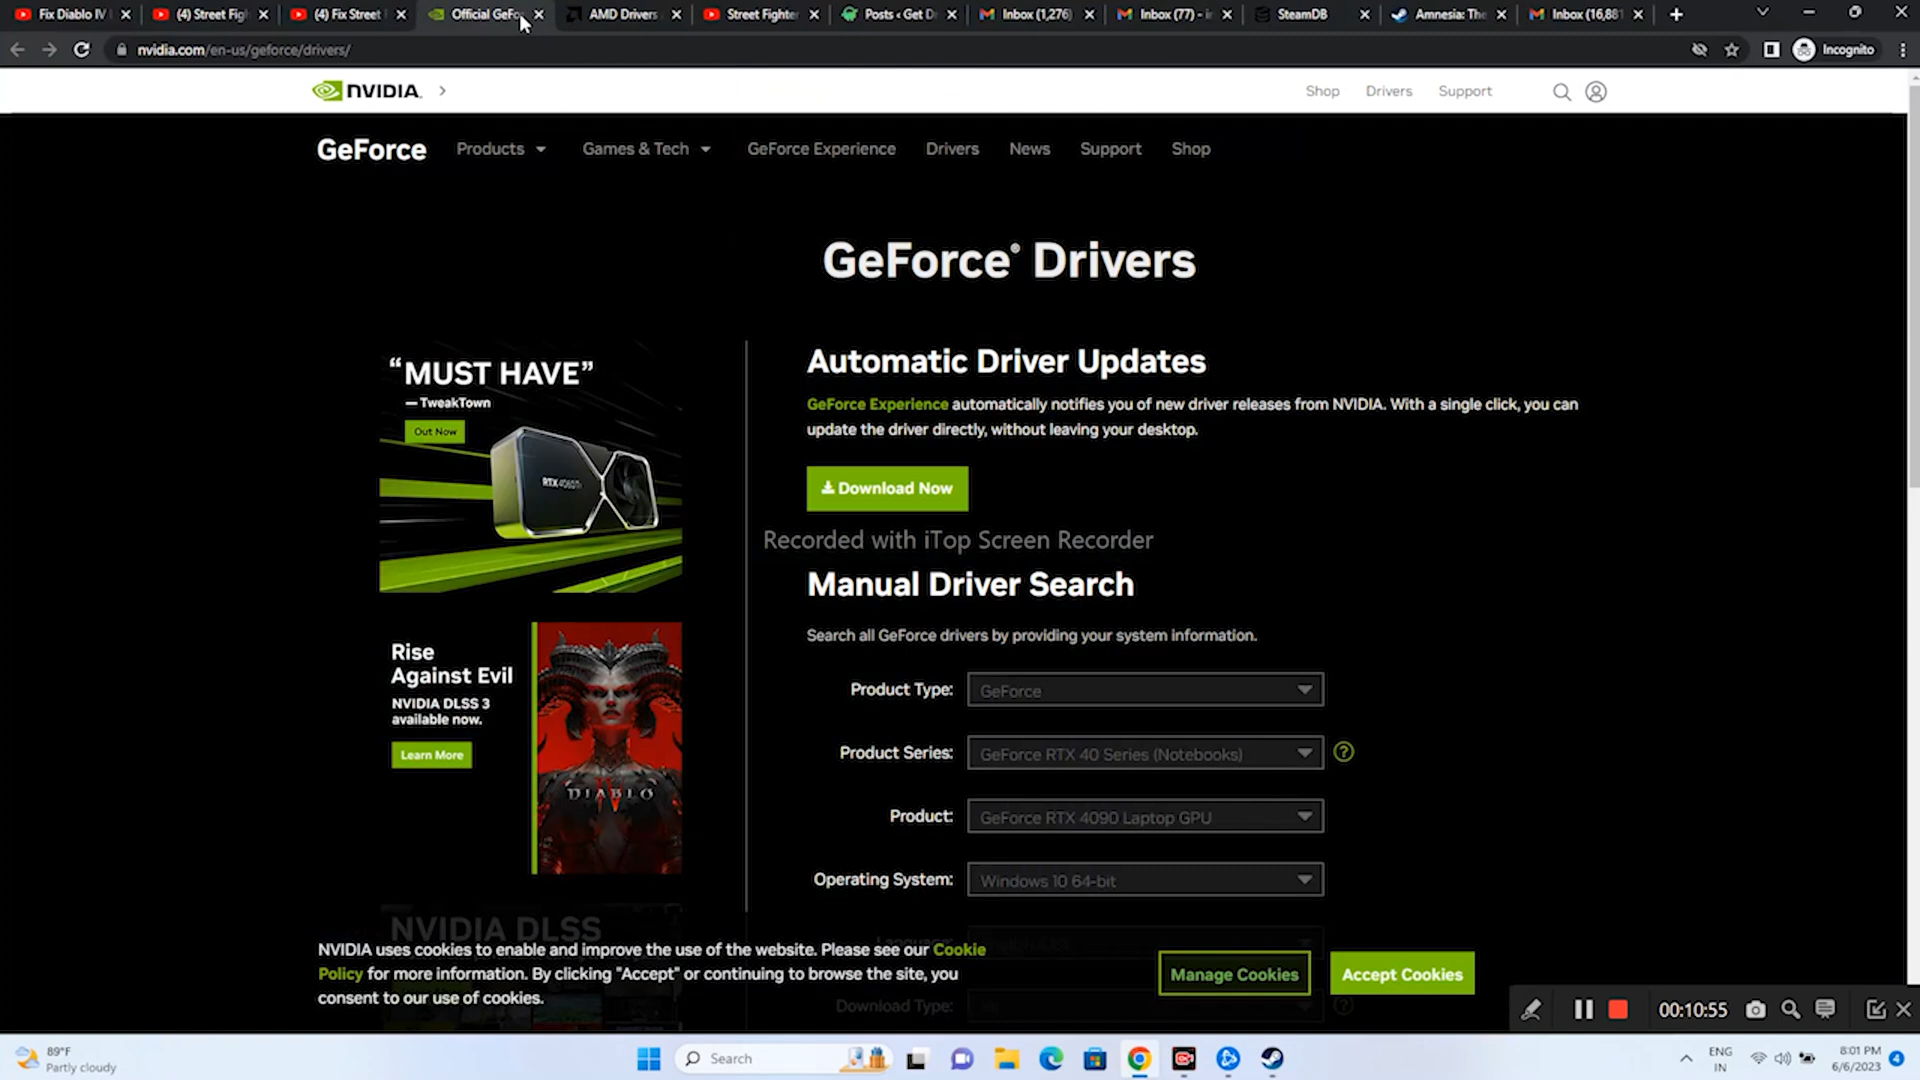 Fix Diablo IV
(4) Street Fig
(4) Fix Street
Official GeFo
AMD Drivers
Street Fighter
Posts ‹ Get Dr
Inbox (1,276)
Inbox (77) - ir
SteamDB
Amnesia: The
Inbox (16,881
nvidia.com/en-us/geforce/drivers/
Incognito
NVIDIA.
Shop Drivers Support
GeForce Products Games & Tech GeForce Experience Drivers News Support Shop
GeForce® Drivers
“MUST HAVE”
— TweakTown
Out Now
RTX 4060Ti
Automatic Driver Updates
GeForce Experience automatically notifies you of new driver releases from NVIDIA. With a single click, you can
update the driver directly, without leaving your desktop.
Download Now
Recorded with iTop Screen Recorder
Manual Driver Search
Search all GeForce drivers by providing your system information.
Rise
Against Evil
NVIDIA DLSS 3
available now.
Learn More
DIABLO
IV
Product Type: GeForce
Product Series: GeForce RTX 40 Series (Notebooks)
Product: GeForce RTX 4090 Laptop GPU
Operating System: Windows 10 64-bit
Language:
NVIDIA DLSS
NVIDIA uses cookies to enable and improve the use of the website. Please see our Cookie
Policy for more information. By clicking "Accept" or continuing to browse the site, you
consent to our use of cookies.
Manage Cookies
Accept Cookies
Download Type:
00:10:55
89°F
Partly cloudy
Search
ENG
IN
8:01 PM
6/6/2023
4